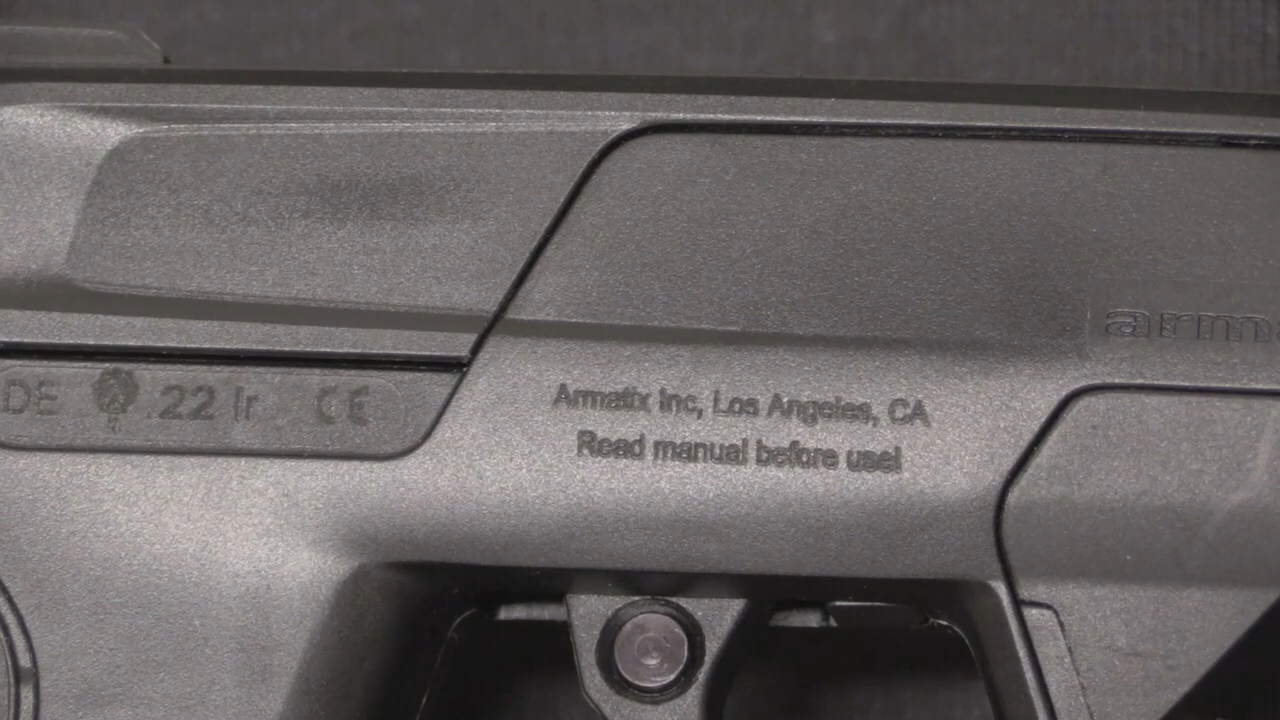 arm
DE .22 lr CE
Armatix Inc, Los Angeles, CA
Read manual before use!